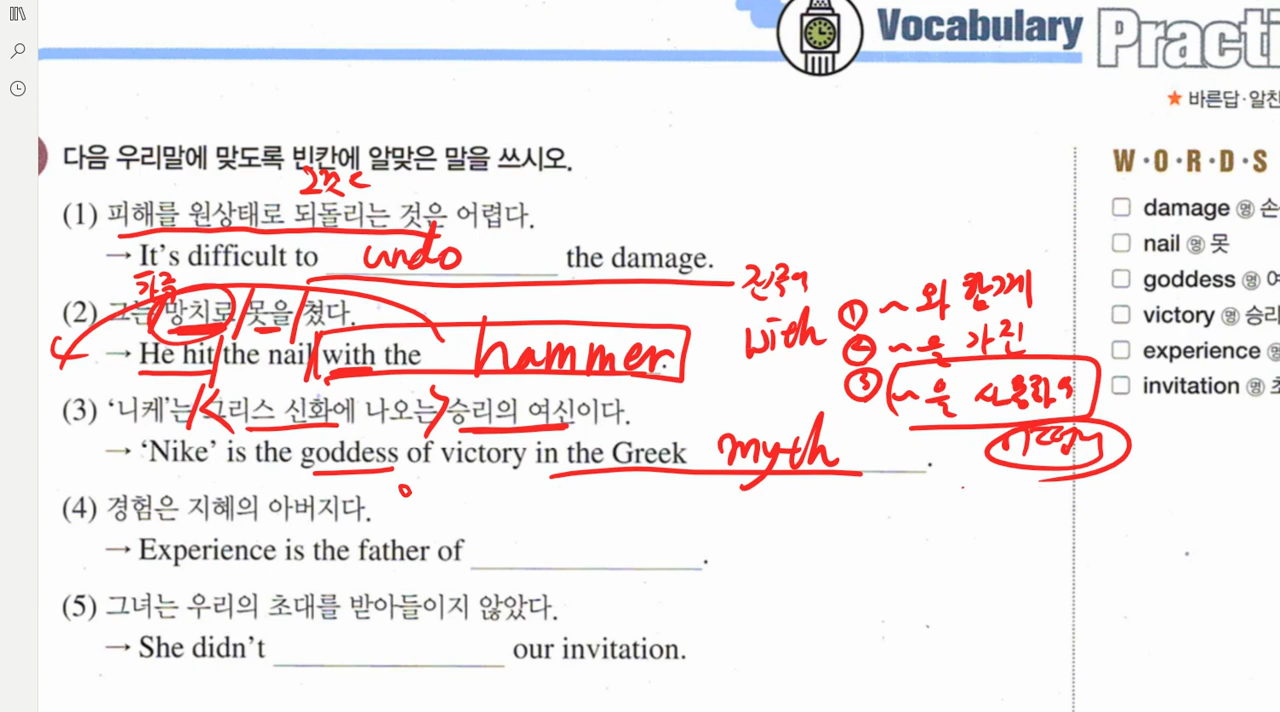 Vocabulary Practi
★ 바른답·알찬
다음 우리말에 맞도록 빈칸에 알맞은 말을 쓰시오.
(1) 피해를 원상태로 되돌리는 것은 어렵다.
→ It's difficult to undo the damage.
(2) 그는 망치로 못을 쳤다.
→ He hit the nail with the hammer.
(3) ‘니케’는 그리스 신화에 나오는 승리의 여신이다.
→ ‘Nike’ is the goddess of victory in the Greek myth.
(4) 경험은 지혜의 아버지다.
→ Experience is the father of
(5) 그녀는 우리의 초대를 받아들이지 않았다.
→ She didn't our invitation.
with
① ~와 함께
② ~을 가진
③ ~을 사용하여
W·O·R·D·S
damage 명 손
nail 명 못
goddess 명 여
victory 명 승리
experience 명
invitation 명 초